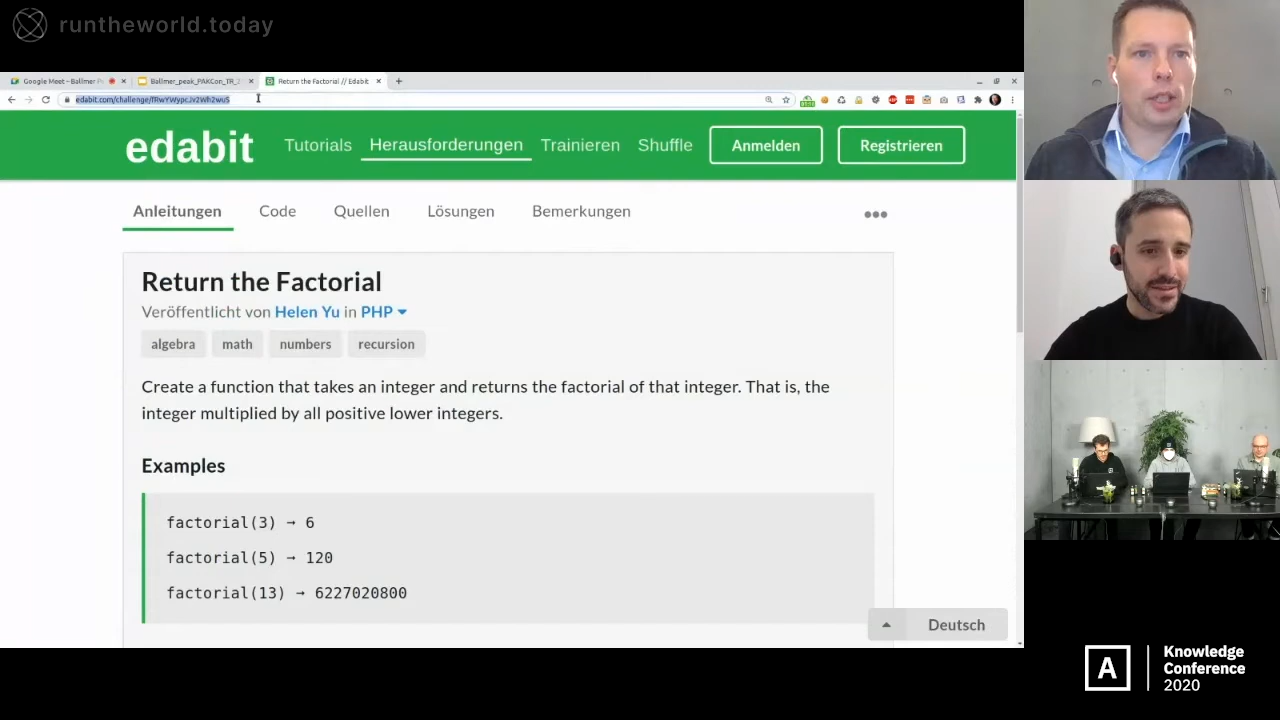 runtheworld.today
Google Meet - Ballmer P
Ballmer_peak_PAKCon_TR_2
Return the Factorial // Edabit
edabit.com/challenge/fRwYWypcJv2Wh2wuS
edabit
Tutorials
Herausforderungen
Trainieren
Shuffle
Anmelden
Registrieren
Anleitungen
Code
Quellen
Lösungen
Bemerkungen
Return the Factorial
Veröffentlicht von Helen Yu in PHP
algebra
math
numbers
recursion
Create a function that takes an integer and returns the factorial of that integer. That is, the
integer multiplied by all positive lower integers.
Examples
factorial(3) → 6
factorial(5) → 120
factorial(13) → 6227020800
Deutsch
A
Knowledge
Conference
2020